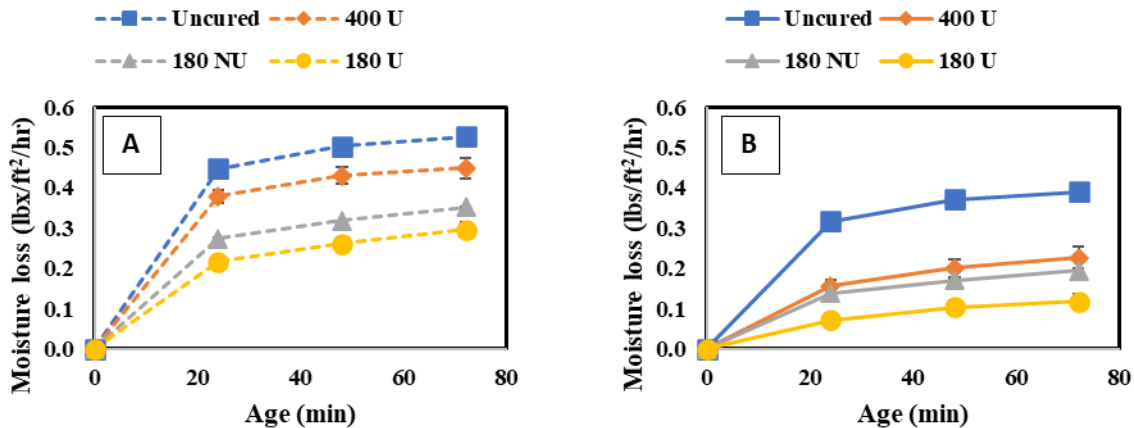 Uncured
400 U
180 NU
180 U
Moisture loss (lbx/ft²/hr)
0.6
0.5
0.4
0.3
0.2
0.1
0.0
A
0
20
40
60
80
Age (min)
Uncured
400 U
180 NU
180 U
Moisture loss (lbs/ft²/hr)
0.6
0.5
0.4
0.3
0.2
0.1
0.0
B
0
20
40
60
80
Age (min)